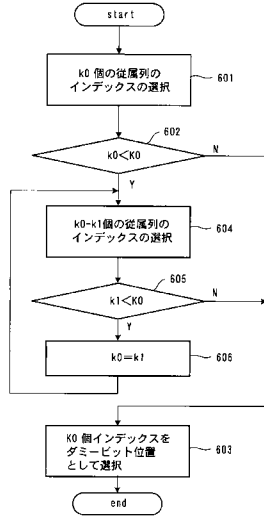 start
k0 個の従属列の
インデックスの選択
601
602
k0<K0
N
Y
k0-k1個の従属列の
インデックスの選択
604
605
k1<K0
N
Y
k0=k1
606
K0 個インデックスを
ダミービット位置
として選択
603
end